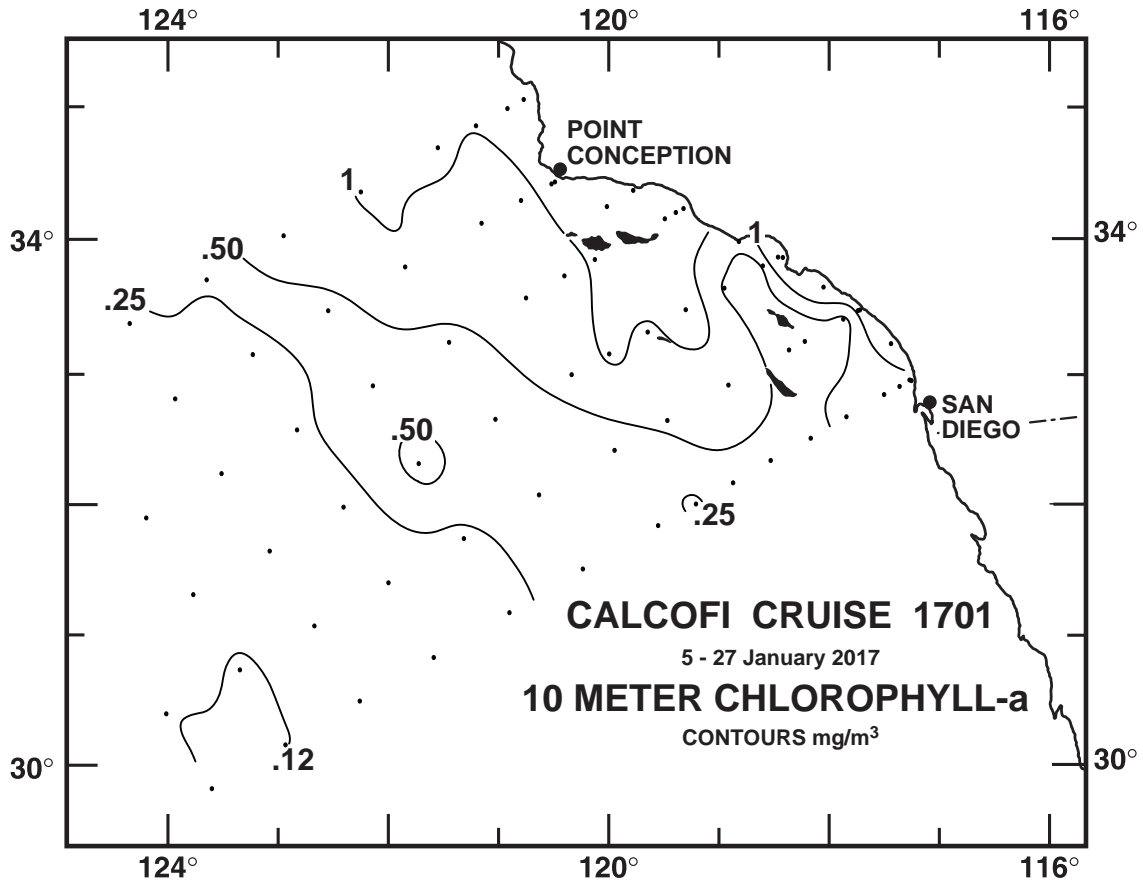 124° 120° 116°
POINT
CONCEPTION
1
34° .50 1 34°
.25
.50 SAN
DIEGO
.25
CALCOFI CRUISE 1701
5 - 27 January 2017
10 METER CHLOROPHYLL-a
CONTOURS mg/m³
.12
30° 30°
124° 120° 116°